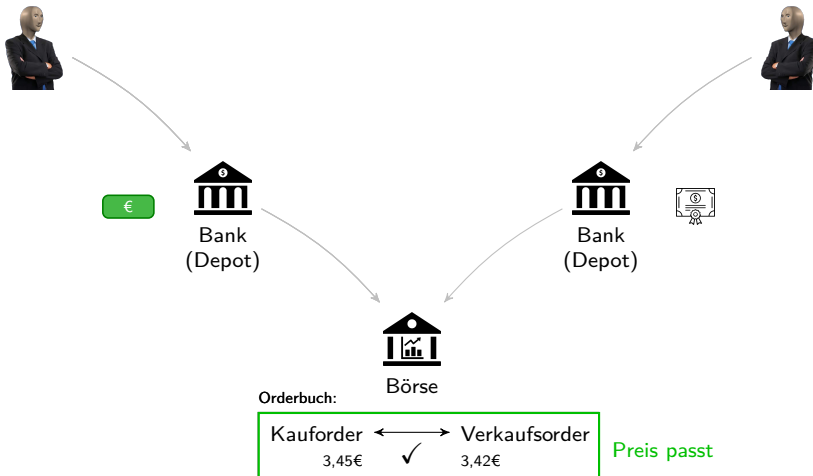 €
Bank
(Depot)
Bank
(Depot)
Börse
Orderbuch:
Kauforder Verkaufsorder
3,45€ 3,42€
Preis passt